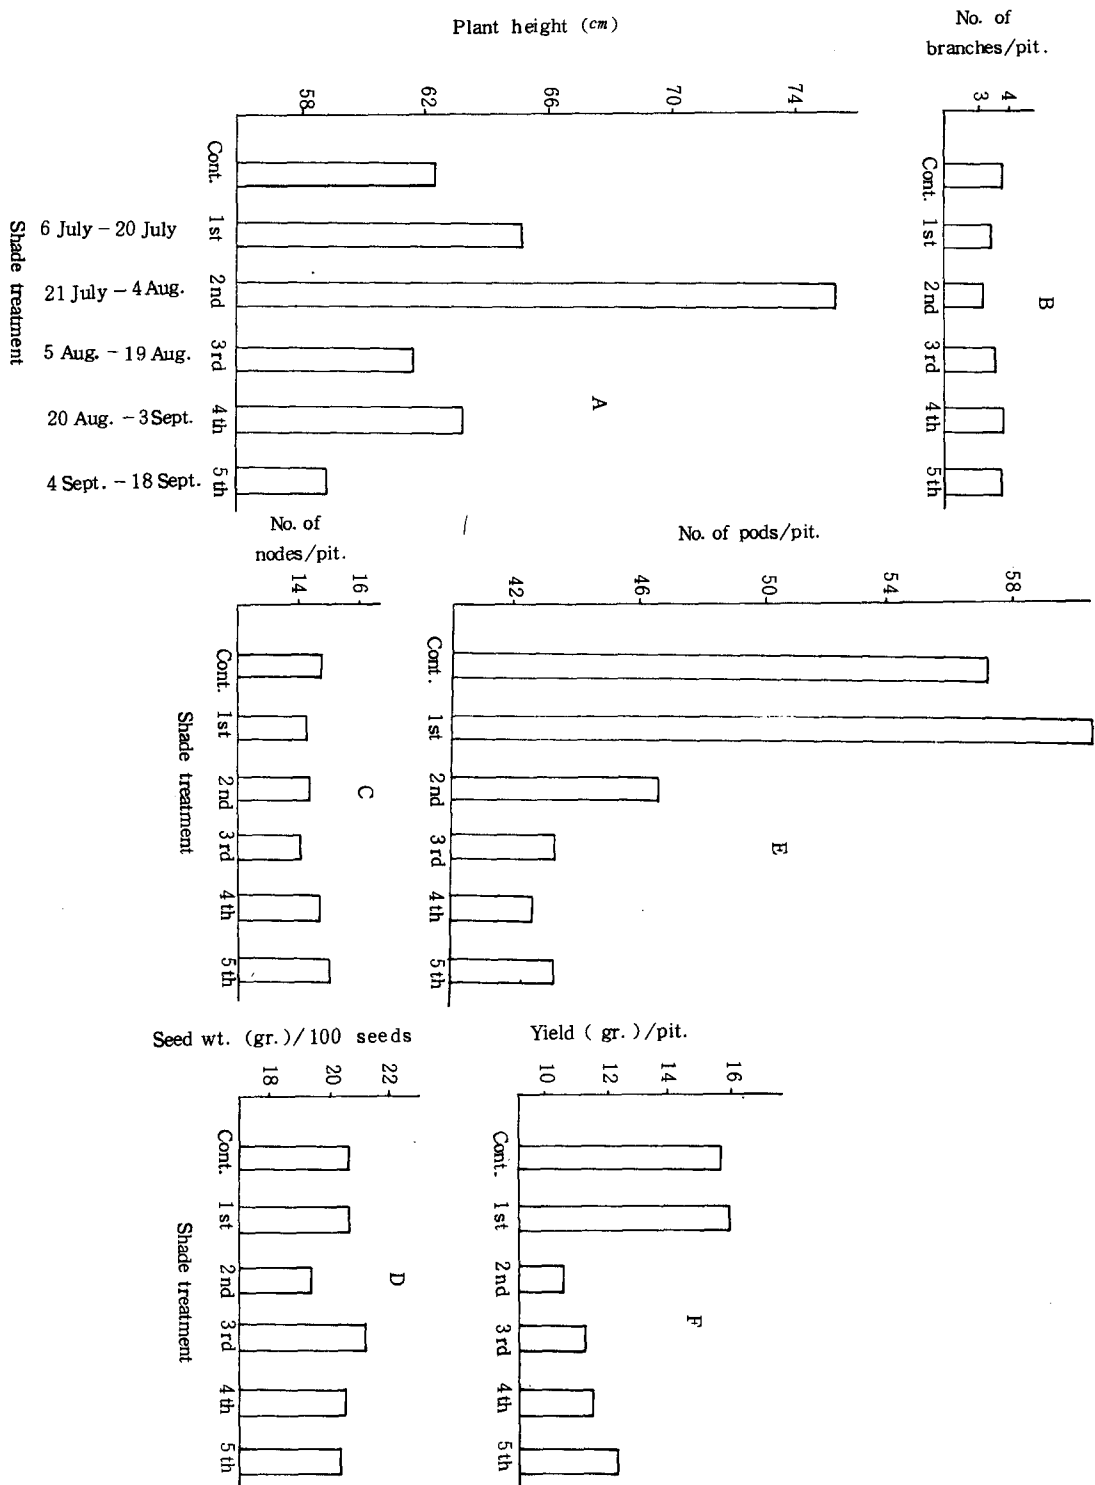 Plant height (cm)
58
62
66
70
74
Cont.
1st
2nd
3rd
4th
5th
6 July – 20 July
21 July – 4 Aug.
5 Aug. – 19 Aug.
20 Aug. – 3 Sept.
4 Sept. – 18 Sept.
Shade treatment
A
No. of
branches/pit.
3
4
Cont.
1st
2nd
3rd
4th
5th
B
No. of
nodes/pit.
14
16
Cont.
1st
2nd
3rd
4th
5th
Shade treatment
C
No. of pods/pit.
42
46
50
54
58
Cont.
1st
2nd
3rd
4th
5th
E
Seed wt. (gr.)/100 seeds
18
20
22
Cont.
1st
2nd
3rd
4th
5th
Shade treatment
D
Yield ( gr. )/pit.
10
12
14
16
Cont.
1st
2nd
3rd
4th
5th
F